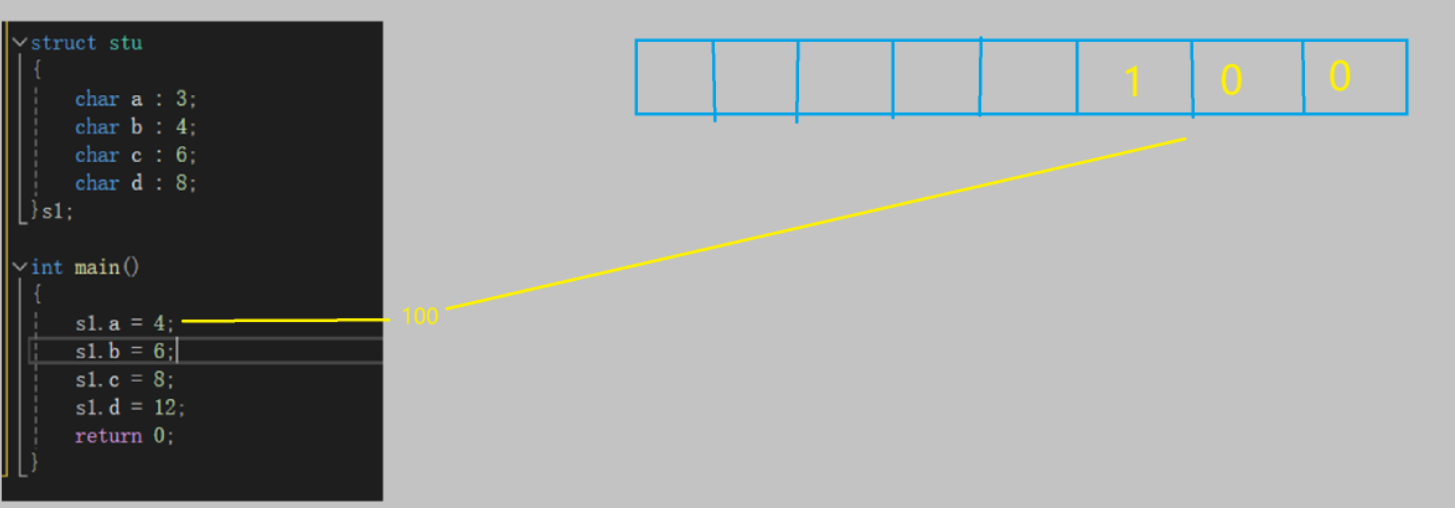 struct stu
{
char a : 3;
char b : 4;
char c : 6;
char d : 8;
}s1;
int main()
{
s1.a = 4;
s1.b = 6;
s1.c = 8;
s1.d = 12;
return 0;
}
100
1 0 0